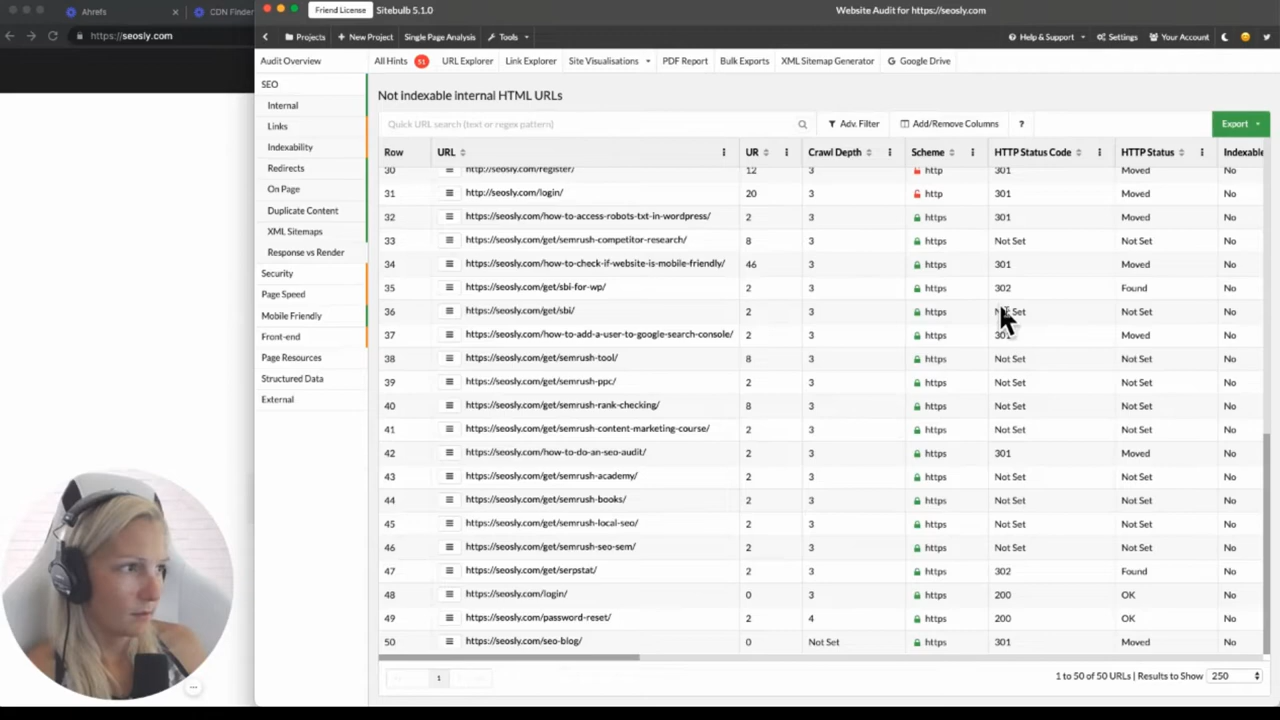 Ahrefs × CDN Finder
https://seosly.com
Friend License Sitebulb 5.1.0 Website Audit for https://seosly.com
Projects + New Project Single Page Analysis Tools Help & Support Settings Your Account
Audit Overview
SEO
Internal
Links
Indexability
Redirects
On Page
Duplicate Content
XML Sitemaps
Response vs Render
Security
Page Speed
Mobile Friendly
Front-end
Page Resources
Structured Data
External
All Hints 51 URL Explorer Link Explorer Site Visualisations PDF Report Bulk Exports XML Sitemap Generator Google Drive
Not indexable internal HTML URLs
Quick URL search (text or regex pattern) Adv. Filter Add/Remove Columns ? Export
Row URL UR Crawl Depth Scheme HTTP Status Code HTTP Status Indexable
30 http://seosly.com/register/ 12 3 http 301 Moved No
31 http://seosly.com/login/ 20 3 http 301 Moved No
32 https://seosly.com/how-to-access-robots-txt-in-wordpress/ 2 3 https 301 Moved No
33 https://seosly.com/get/semrush-competitor-research/ 8 3 https Not Set Not Set No
34 https://seosly.com/how-to-check-if-website-is-mobile-friendly/ 46 3 https 301 Moved No
35 https://seosly.com/get/sbi-for-wp/ 2 3 https 302 Found No
36 https://seosly.com/get/sbi/ 2 3 https Set Not Set No
37 https://seosly.com/how-to-add-a-user-to-google-search-console/ 2 3 https 301 Moved No
38 https://seosly.com/get/semrush-tool/ 8 3 https Not Set Not Set No
39 https://seosly.com/get/semrush-ppc/ 2 3 https Not Set Not Set No
40 https://seosly.com/get/semrush-rank-checking/ 8 3 https Not Set Not Set No
41 https://seosly.com/get/semrush-content-marketing-course/ 2 3 https Not Set Not Set No
42 https://seosly.com/how-to-do-an-seo-audit/ 2 3 https 301 Moved No
43 https://seosly.com/get/semrush-academy/ 2 3 https Not Set Not Set No
44 https://seosly.com/get/semrush-books/ 2 3 https Not Set Not Set No
45 https://seosly.com/get/semrush-local-seo/ 2 3 https Not Set Not Set No
46 https://seosly.com/get/semrush-seo-sem/ 2 3 https Not Set Not Set No
47 https://seosly.com/get/serpstat/ 2 3 https 302 Found No
48 https://seosly.com/login/ 0 3 https 200 OK No
49 https://seosly.com/password-reset/ 2 4 https 200 OK No
50 https://seosly.com/seo-blog/ 0 Not Set https 301 Moved No
1 1 to 50 of 50 URLs | Results to Show 250